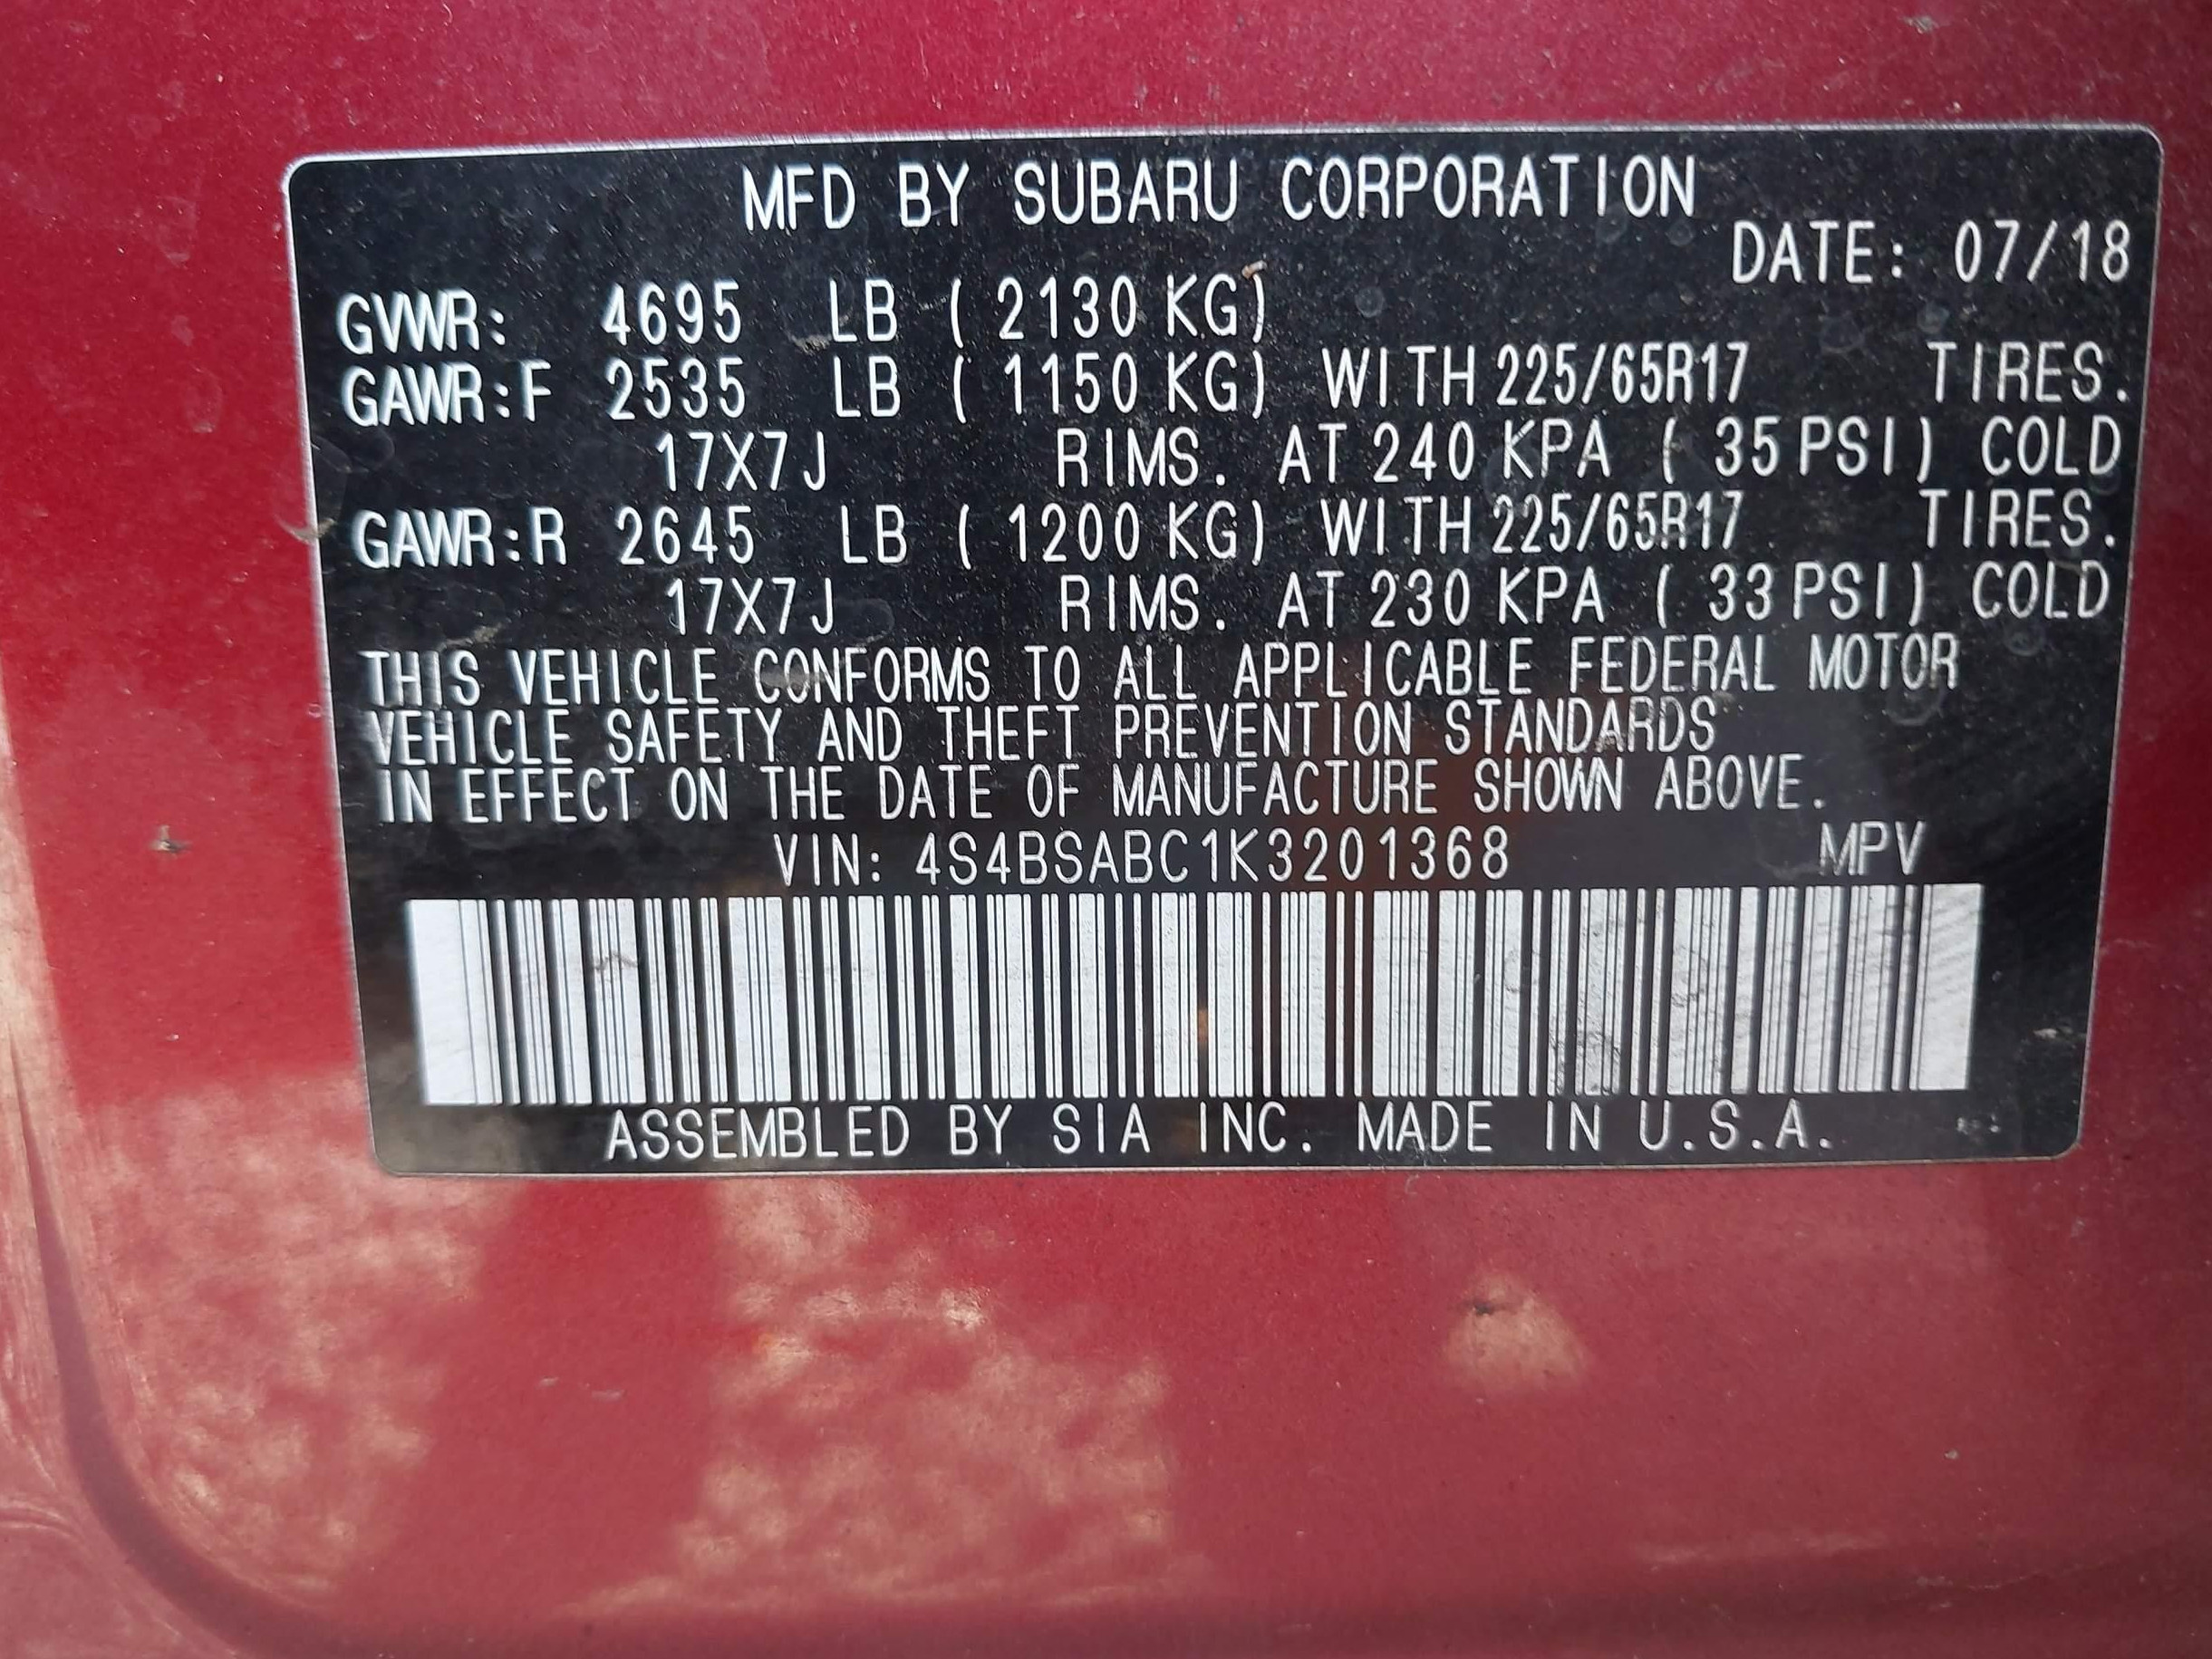 MFD BY SUBARU CORPORATION
DATE: 07/18
GVWR: 4695 LB ( 2130 KG)
GAWR:F 2535 LB ( 1150 KG) WITH 225/65R17 TIRES.
17X7J RIMS. AT 240 KPA ( 35 PSI) COLD
GAWR:R 2645 LB ( 1200 KG) WITH 225/65R17 TIRES.
17X7J RIMS. AT 230 KPA ( 33 PSI) COLD
THIS VEHICLE CONFORMS TO ALL APPLICABLE FEDERAL MOTOR
VEHICLE SAFETY AND THEFT PREVENTION STANDARDS
IN EFFECT ON THE DATE OF MANUFACTURE SHOWN ABOVE.
VIN: 4S4BSABC1K3201368 MPV
ASSEMBLED BY SIA INC. MADE IN U.S.A.